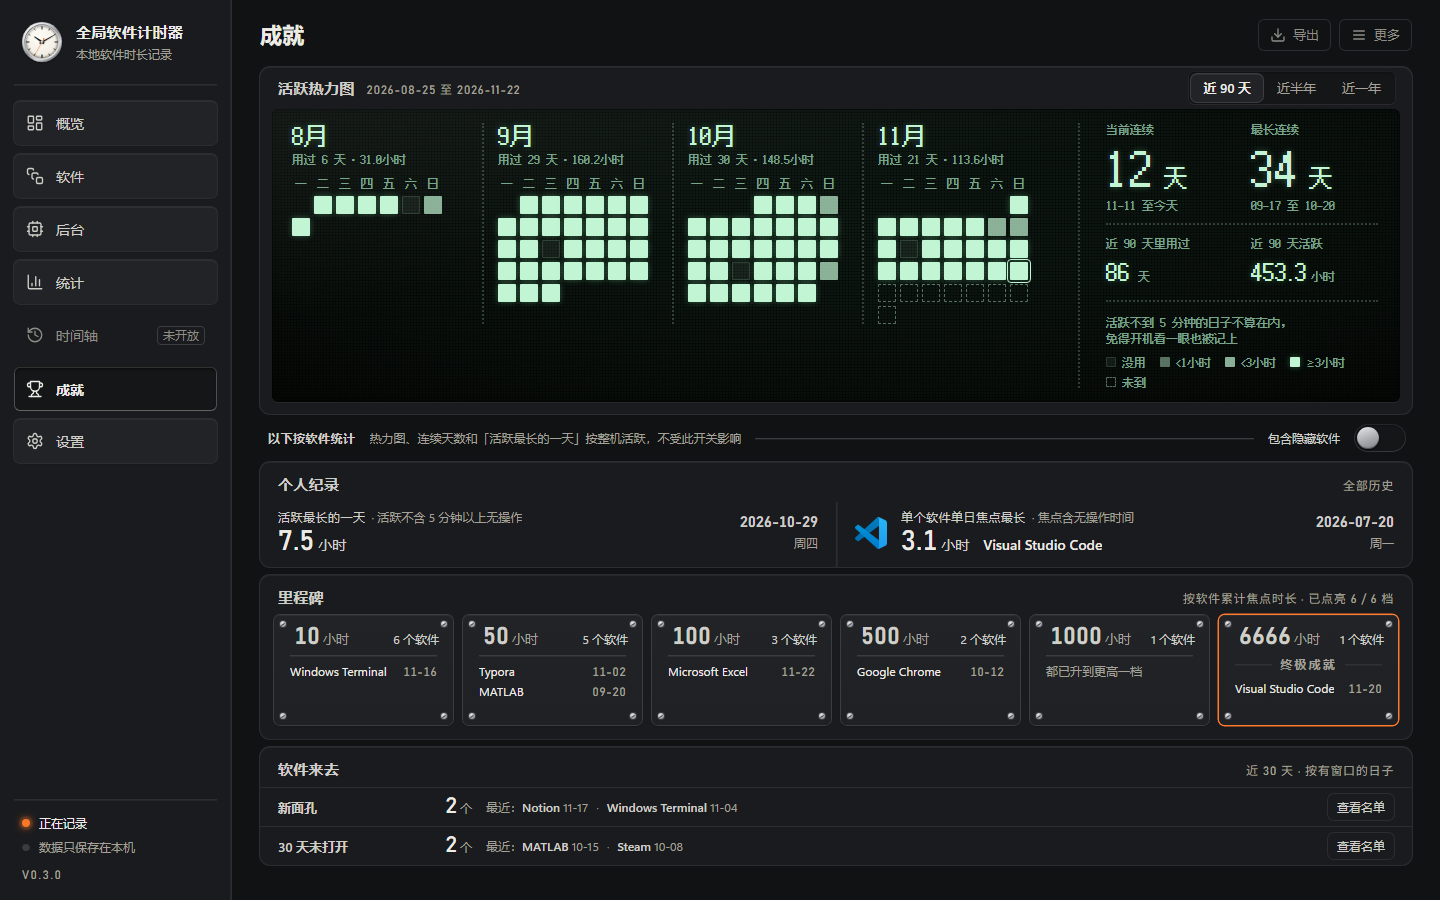 全局软件计时器
本地软件时长记录
概览
软件
后台
统计
时间轴 未开放
成就
设置
正在记录
数据只保存在本机
V0.3.0
成就
导出
更多
活跃热力图 2026-08-25 至 2026-11-22
近 90 天 近半年 近一年
8月
用过 6 天 · 31.0小时
一 二 三 四 五 六 日
9月
用过 29 天 · 160.2小时
一 二 三 四 五 六 日
10月
用过 30 天 · 148.5小时
一 二 三 四 五 六 日
11月
用过 21 天 · 113.6小时
一 二 三 四 五 六 日
当前连续
12 天
11-11 至今天
最长连续
34 天
09-17 至 10-20
近 90 天里用过
86 天
近 90 天活跃
453.3 小时
活跃不到 5 分钟的日子不算在内，
免得开机看一眼也被记上
没用 <1小时 <3小时 ≥3小时
未到
以下按软件统计 热力图、连续天数和「活跃最长的一天」按整机活跃，不受此开关影响 包含隐藏软件
个人纪录 全部历史
活跃最长的一天 · 活跃不含 5 分钟以上无操作
7.5 小时
2026-10-29
周四
单个软件单日焦点最长 · 焦点含无操作时间
3.1 小时 Visual Studio Code
2026-07-20
周一
里程碑 按软件累计焦点时长 · 已点亮 6 / 6 档
10 小时 6 个软件
Windows Terminal 11-16
50 小时 5 个软件
Typora 11-02
MATLAB 09-20
100 小时 3 个软件
Microsoft Excel 11-22
500 小时 2 个软件
Google Chrome 10-12
1000 小时 1 个软件
都已升到更高一档
6666 小时 1 个软件
终极成就
Visual Studio Code 11-20
软件来去 近 30 天 · 按有窗口的日子
新面孔 2 个 最近： Notion 11-17 · Windows Terminal 11-04 查看名单
30 天未打开 2 个 最近： MATLAB 10-15 · Steam 10-08 查看名单